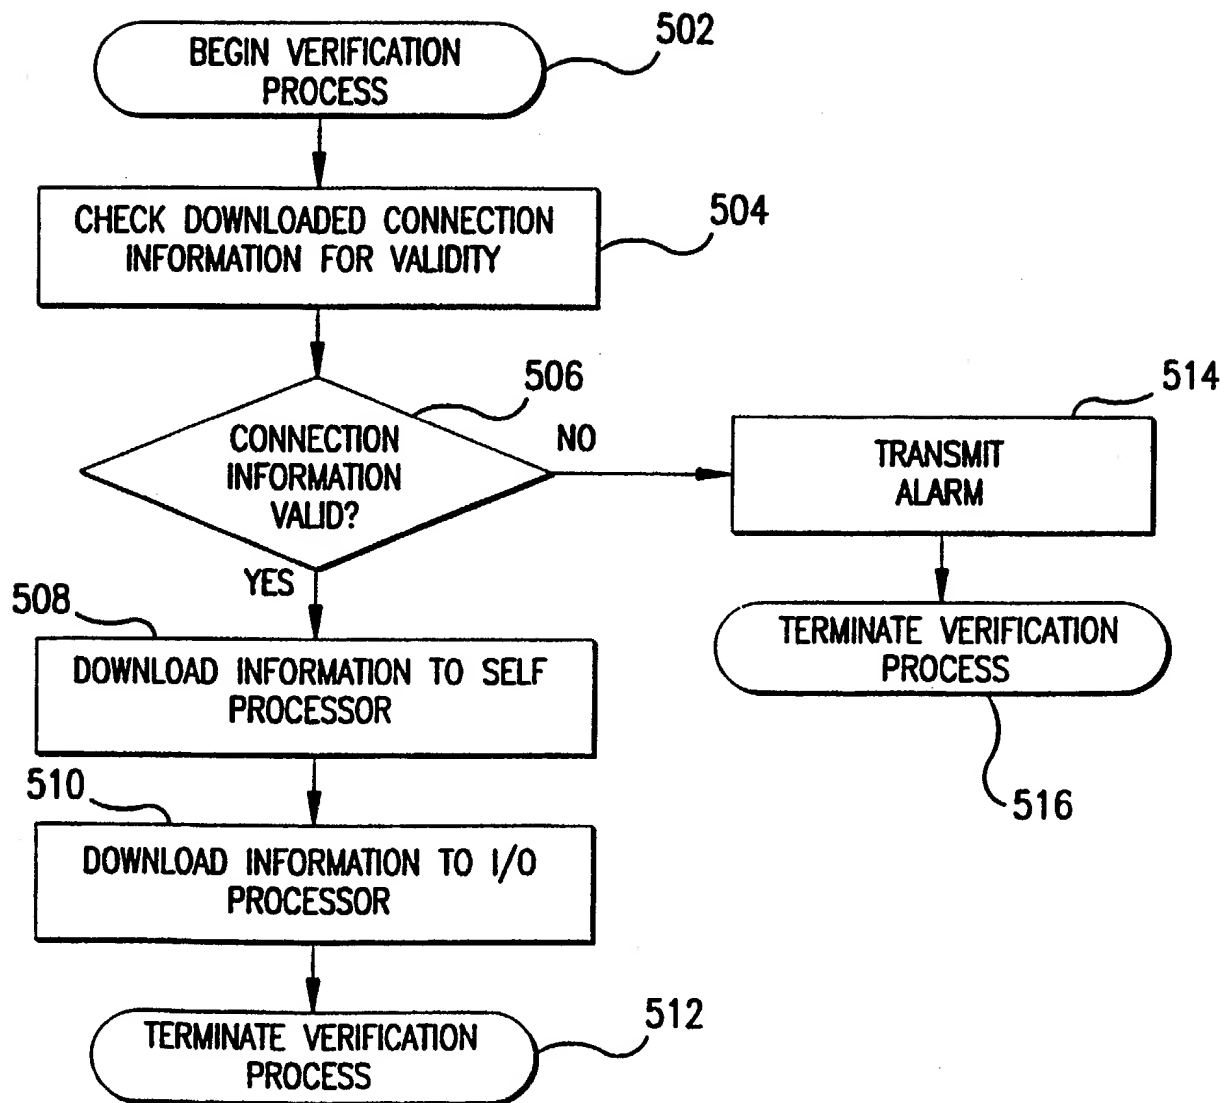 BEGIN VERIFICATION
PROCESS
502
CHECK DOWNLOADED CONNECTION
INFORMATION FOR VALIDITY
504
506
CONNECTION
INFORMATION
VALID?
NO
514
TRANSMIT
ALARM
YES
508
DOWNLOAD INFORMATION TO SELF
PROCESSOR
TERMINATE VERIFICATION
PROCESS
516
510
DOWNLOAD INFORMATION TO I/O
PROCESSOR
TERMINATE VERIFICATION
PROCESS
512